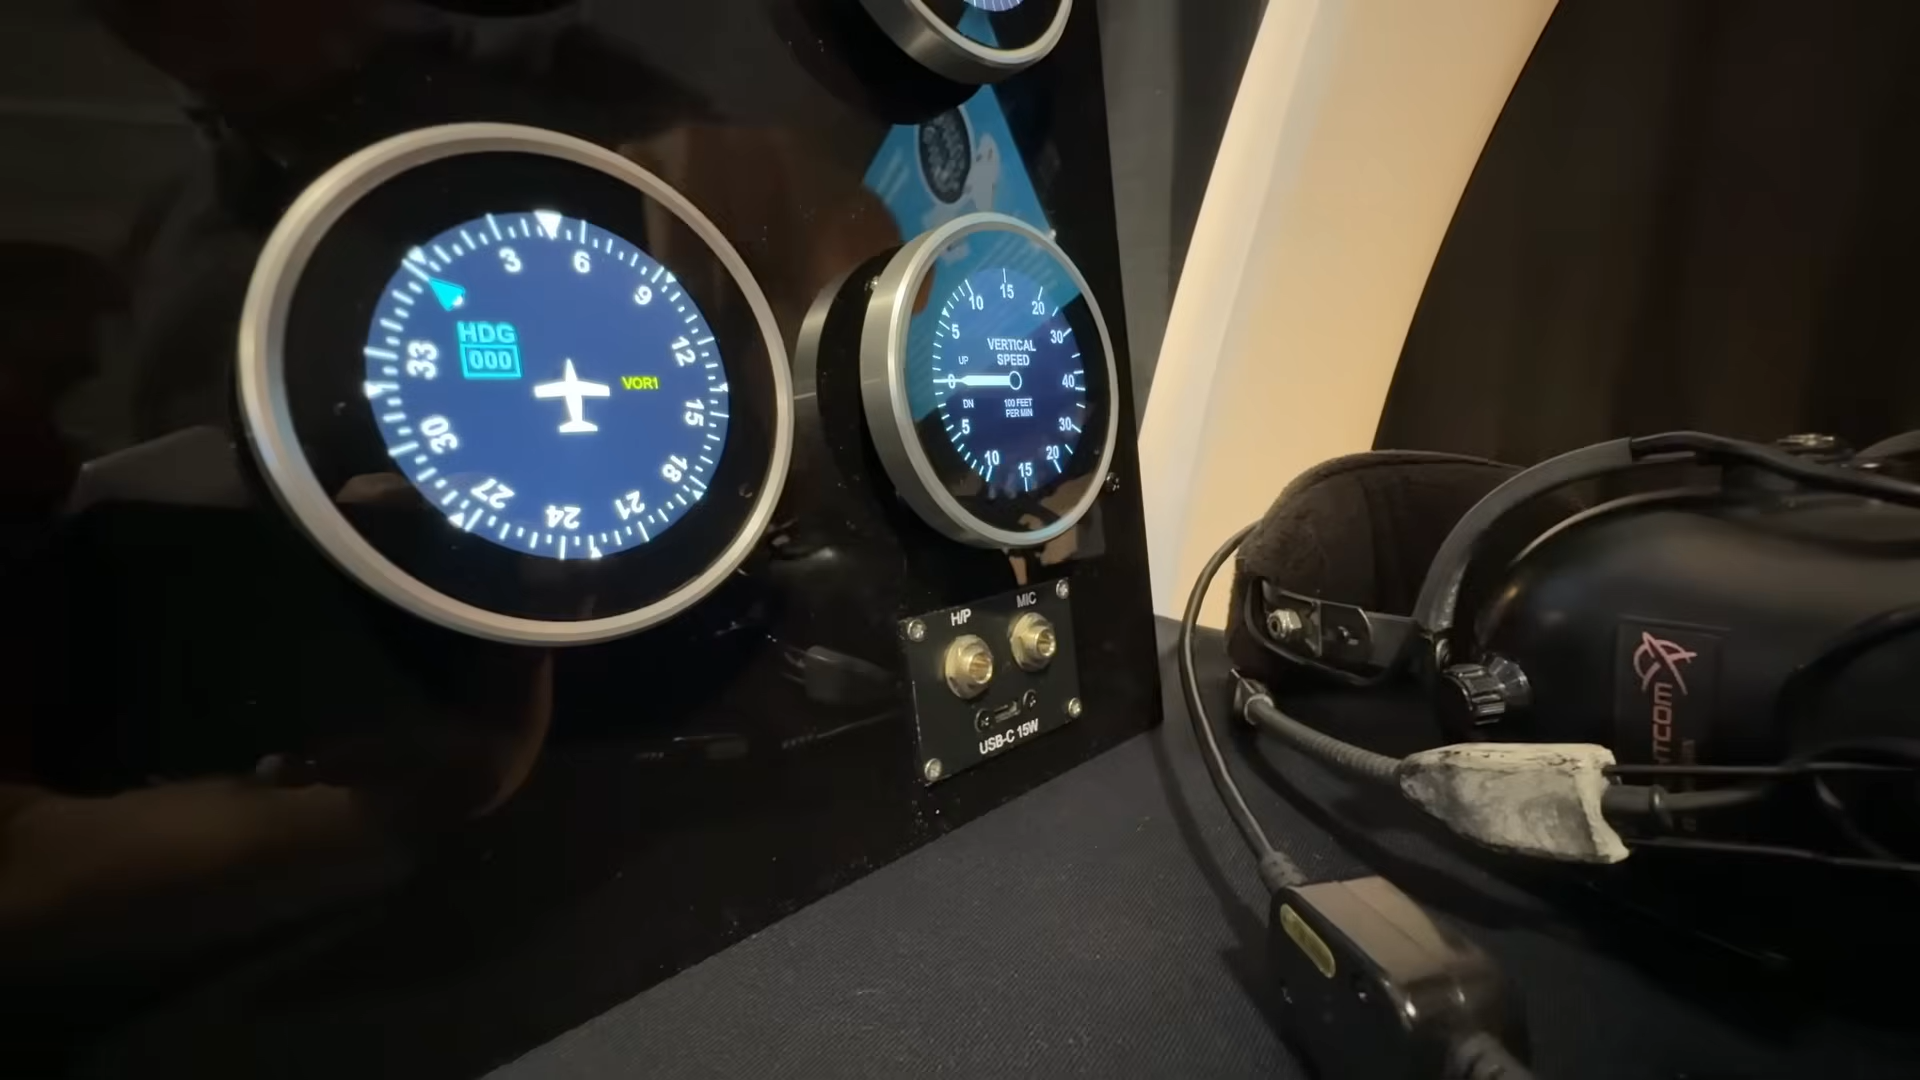 3
6
9
12
15
18
21
24
27
30
33
HDG
000
VOR1
5
10
15
20
30
40
30
20
15
10
5
0
UP
VERTICAL
SPEED
DN
100 FEET
PER MIN
H/P
MIC
USB-C 15W